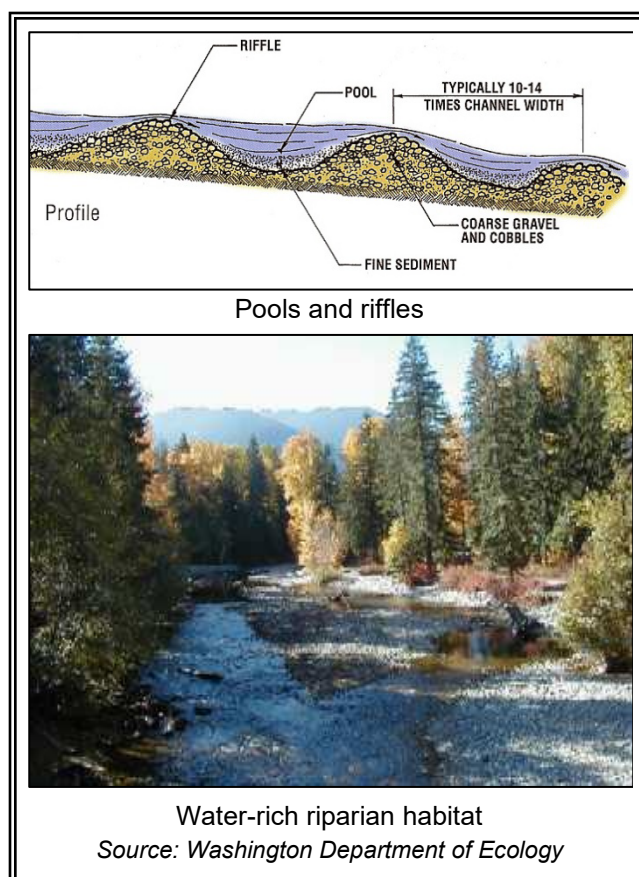 RIFFLE
POOL
TYPICALLY 10-14
TIMES CHANNEL WIDTH
Profile
COARSE GRAVEL
AND COBBLES
FINE SEDIMENT
Pools and riffles
Water-rich riparian habitat
Source: Washington Department of Ecology